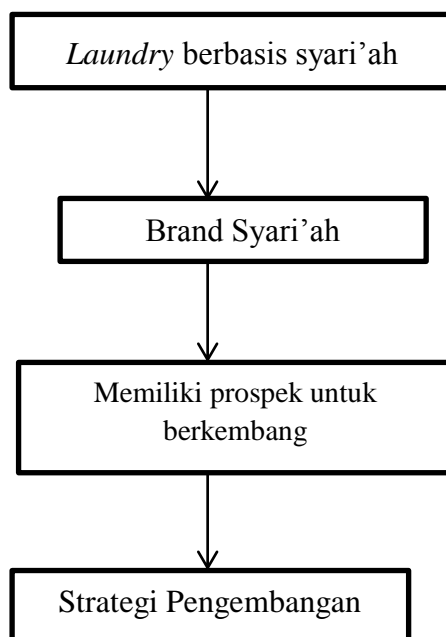 Laundry berbasis syari’ah
Brand Syari’ah
Memiliki prospek untuk
berkembang
Strategi Pengembangan